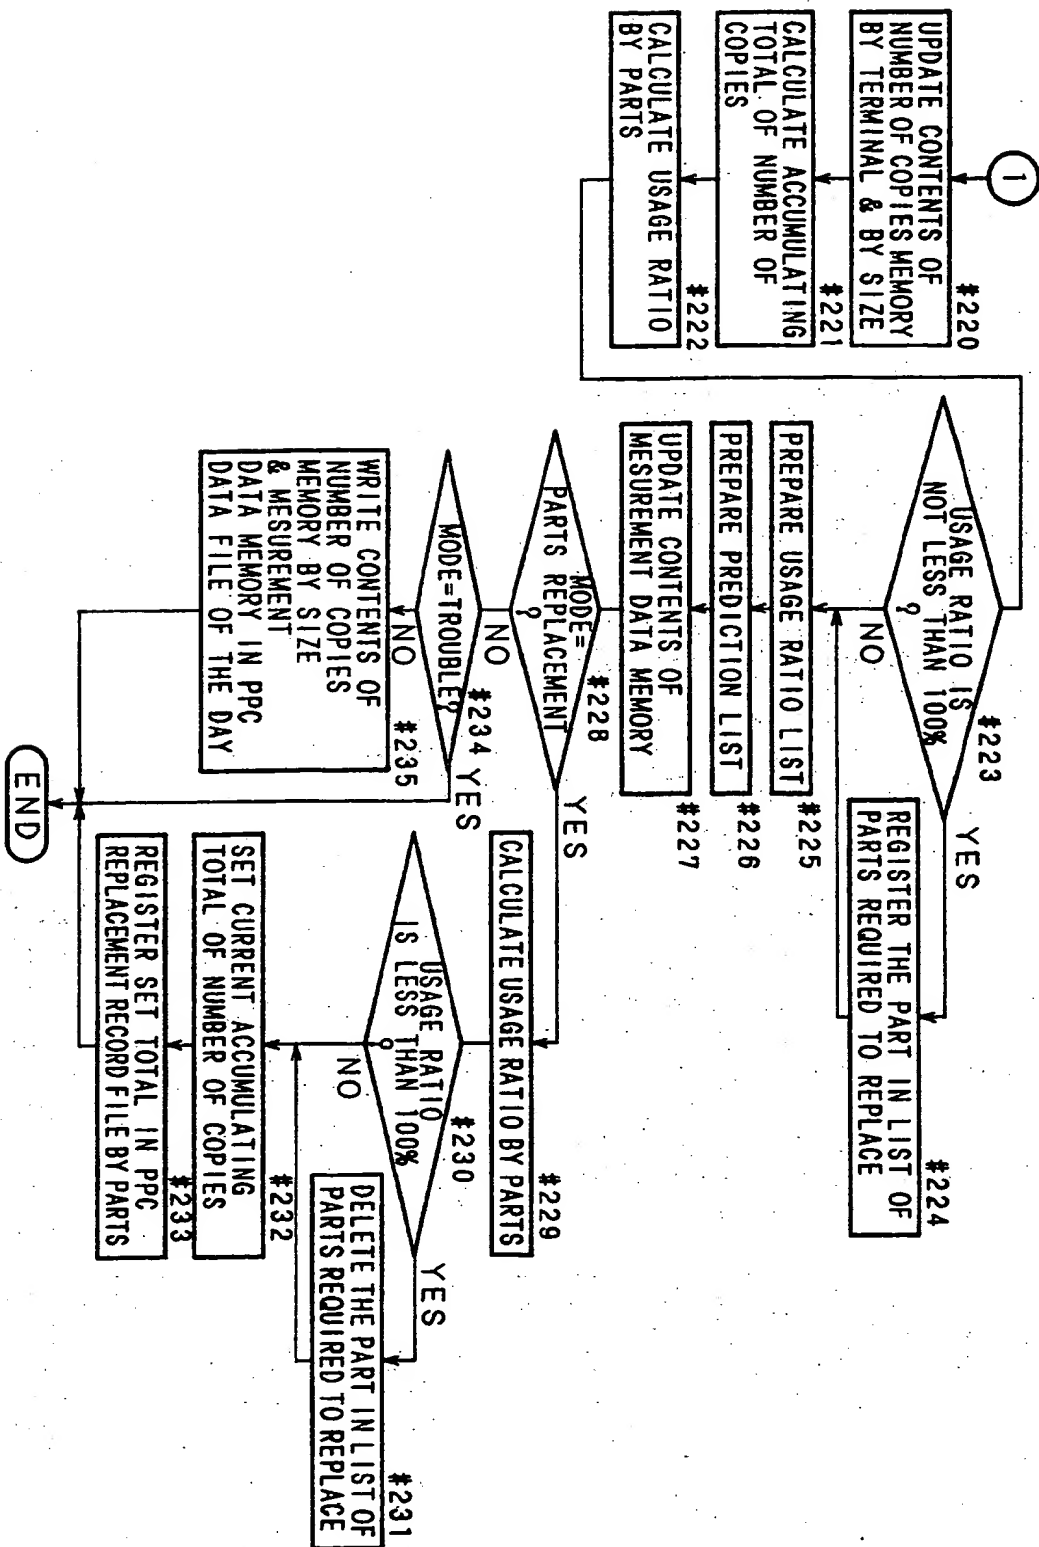 1
#220
UPDATE CONTENTS OF
NUMBER OF COPIES MEMORY
BY TERMINAL & BY SIZE
#221
CALCULATE ACCUMULATING
TOTAL OF NUMBER OF
COPIES
#222
CALCULATE USAGE RATIO
BY PARTS
#223
USAGE RATIO IS
NOT LESS THAN 100%
?
YES
NO
#224
REGISTER THE PART IN LIST OF
PARTS REQUIRED TO REPLACE
#225
PREPARE USAGE RATIO LIST
#226
PREPARE PREDICTION LIST
#227
UPDATE CONTENTS OF
MESUREMENT DATA MEMORY
#228
MODE=
PARTS REPLACEMENT
?
YES
NO
#229
CALCULATE USAGE RATIO BY PARTS
#230
USAGE RATIO
IS LESS THAN 100%
?
YES
NO
#231
DELETE THE PART IN LIST OF
PARTS REQUIRED TO REPLACE
#232
SET CURRENT ACCUMULATING
TOTAL OF NUMBER OF COPIES
#233
REGISTER SET TOTAL IN PPC
REPLACEMENT RECORD FILE BY PARTS
#234
MODE=TROUBLE?
YES
NO
#235
WRITE CONTENTS OF
NUMBER OF COPIES
MEMORY BY SIZE
& MESUREMENT
DATA MEMORY IN PPC
DATA FILE OF THE DAY
END